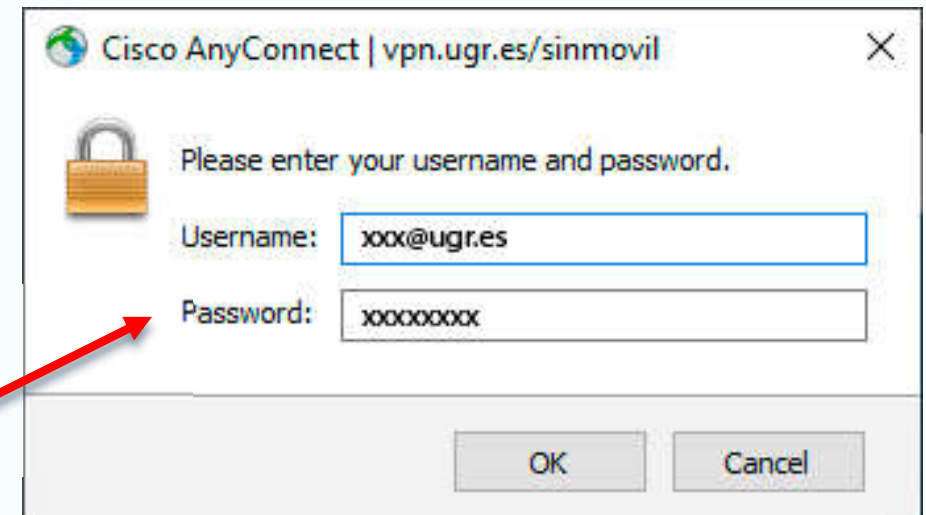 Cisco AnyConnect | vpn.ugr.es/sinmovil
Please enter your username and password.
Username: xxx@ugr.es
Password: xxxxxxxx
OK Cancel